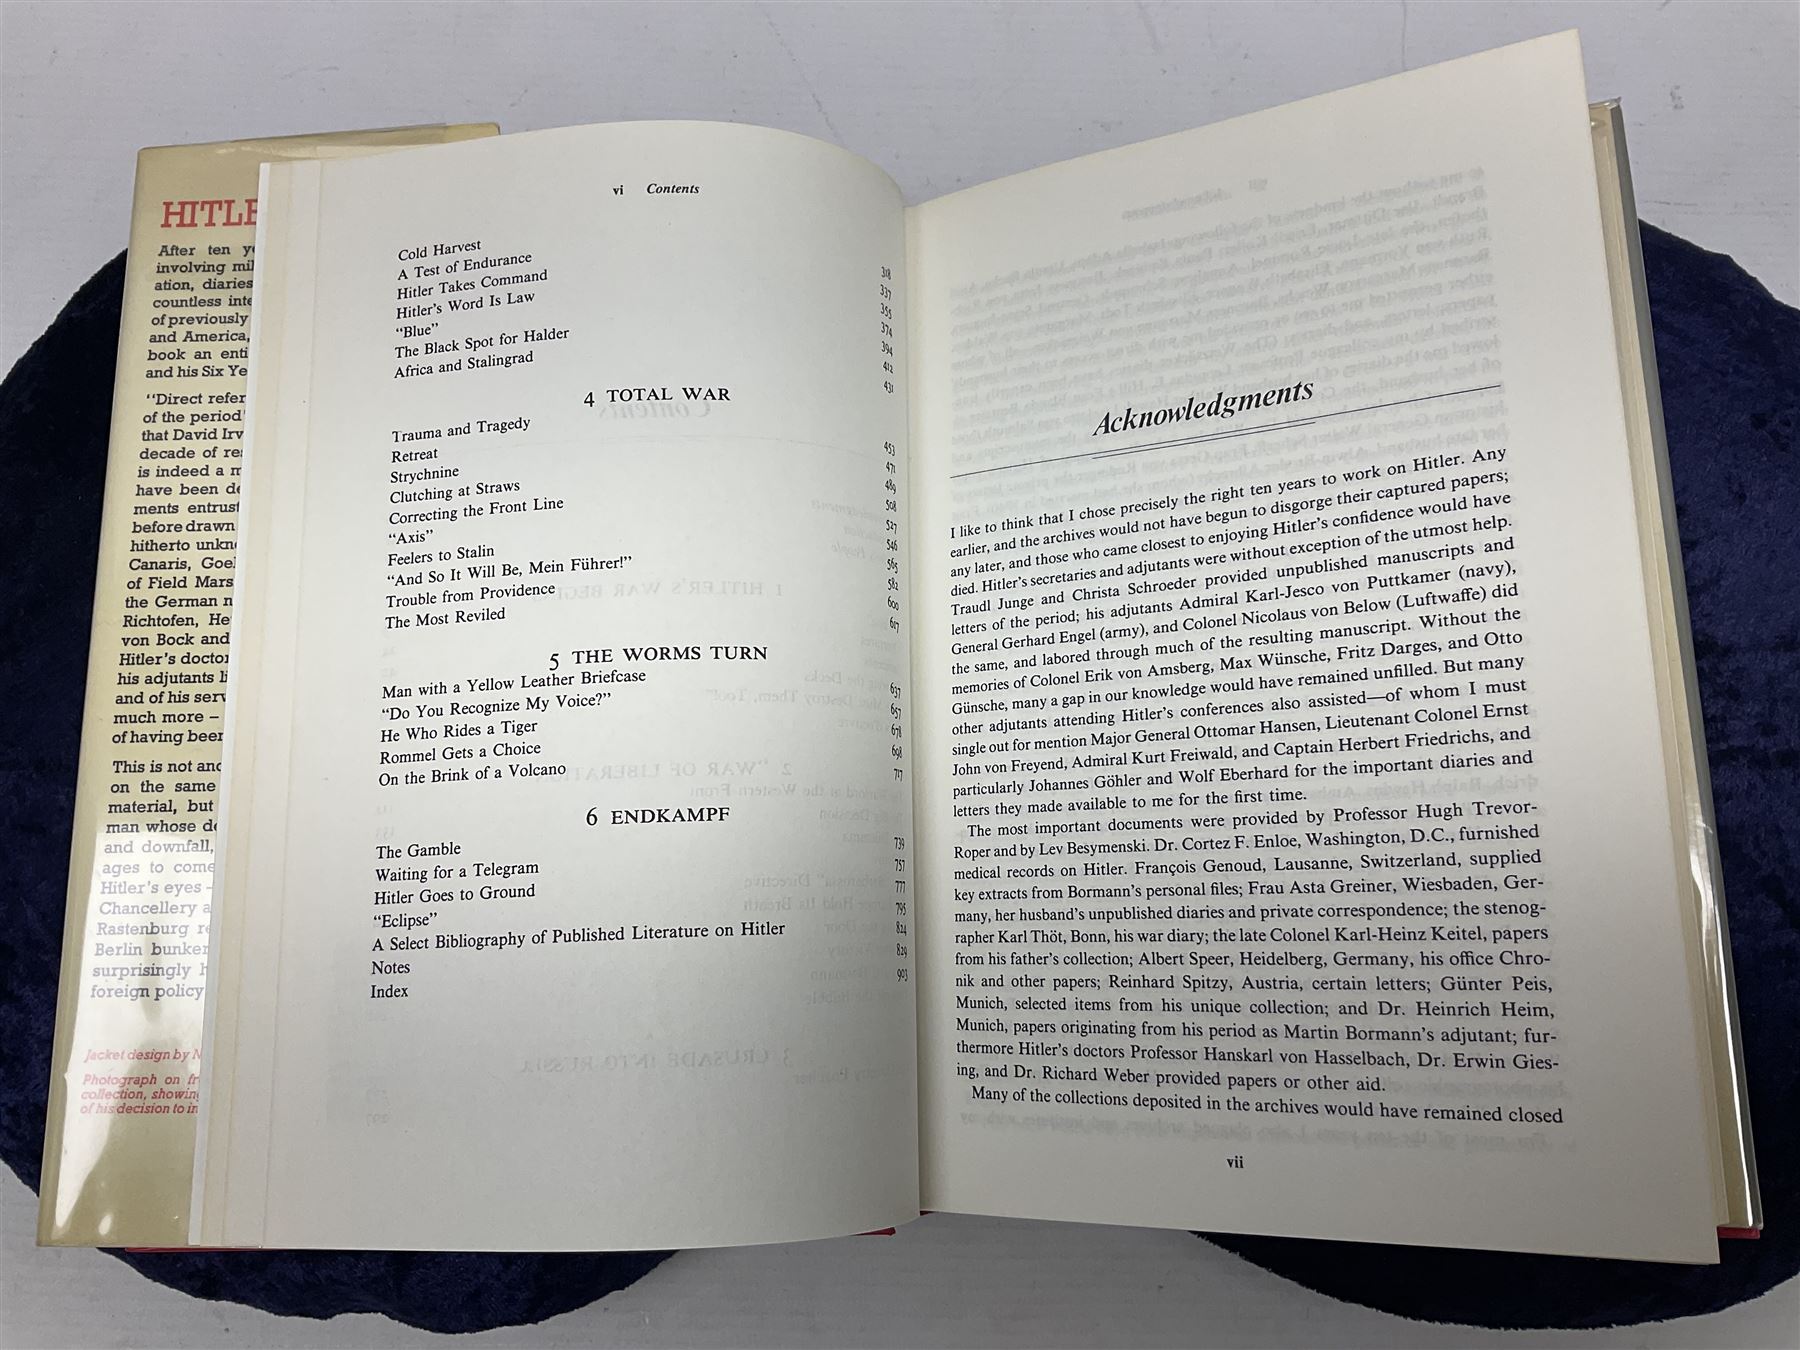 HITLE
After ten ye
involving mil
ation, diaries
countless inte
of previously
and America,
book an enti
and his Six Ye
"Direct refer
of the period'
that David Irv
decade of res
is indeed a m
have been de
ments entrust
before drawn
hitherto unkn
Canaris, Goe
of Field Mars
the German n
Richtofen, He
von Bock and
Hitler's doctor
his adjutants li
and of his serv
much more –
of having been
This is not and
on the same
material, but
man whose de
and downfall,
ages to come
Hitler's eyes –
Chancellery a
Rastenburg re
Berlin bunker
surprisingly h
foreign policy
Jacket design by M
Photograph on fr
collection, showing
of his decision to in
vi Contents
Cold Harvest 318
A Test of Endurance 337
Hitler Takes Command 355
Hitler's Word Is Law 374
"Blue" 394
The Black Spot for Halder 412
Africa and Stalingrad 431
4 TOTAL WAR
Trauma and Tragedy 453
Retreat 471
Strychnine 489
Clutching at Straws 508
Correcting the Front Line 527
"Axis" 546
Feelers to Stalin 565
"And So It Will Be, Mein Führer!" 582
Trouble from Providence 600
The Most Reviled 617
5 THE WORMS TURN
Man with a Yellow Leather Briefcase 637
"Do You Recognize My Voice?" 657
He Who Rides a Tiger 678
Rommel Gets a Choice 698
On the Brink of a Volcano 717
6 ENDKAMPF
The Gamble 739
Waiting for a Telegram 757
Hitler Goes to Ground 777
"Eclipse" 795
A Select Bibliography of Published Literature on Hitler 824
Notes 829
Index 903
Acknowledgments
I like to think that I chose precisely the right ten years to work on Hitler. Any
earlier, and the archives would not have begun to disgorge their captured papers;
any later, and those who came closest to enjoying Hitler's confidence would have
died. Hitler's secretaries and adjutants were without exception of the utmost help.
Traudl Junge and Christa Schroeder provided unpublished manuscripts and
letters of the period; his adjutants Admiral Karl-Jesco von Puttkamer (navy),
General Gerhard Engel (army), and Colonel Nicolaus von Below (Luftwaffe) did
the same, and labored through much of the resulting manuscript. Without the
memories of Colonel Erik von Amsberg, Max Wünsche, Fritz Darges, and Otto
Günsche, many a gap in our knowledge would have remained unfilled. But many
other adjutants attending Hitler's conferences also assisted—of whom I must
single out for mention Major General Ottomar Hansen, Lieutenant Colonel Ernst
John von Freyend, Admiral Kurt Freiwald, and Captain Herbert Friedrichs, and
particularly Johannes Göhler and Wolf Eberhard for the important diaries and
letters they made available to me for the first time.
The most important documents were provided by Professor Hugh Trevor-
Roper and by Lev Besymenski. Dr. Cortez F. Enloe, Washington, D.C., furnished
medical records on Hitler. François Genoud, Lausanne, Switzerland, supplied
key extracts from Bormann's personal files; Frau Asta Greiner, Wiesbaden, Ger-
many, her husband's unpublished diaries and private correspondence; the stenog-
rapher Karl Thöt, Bonn, his war diary; the late Colonel Karl-Heinz Keitel, papers
from his father's collection; Albert Speer, Heidelberg, Germany, his office Chro-
nik and other papers; Reinhard Spitzy, Austria, certain letters; Günter Peis,
Munich, selected items from his unique collection; and Dr. Heinrich Heim,
Munich, papers originating from his period as Martin Bormann's adjutant; fur-
thermore Hitler's doctors Professor Hanskarl von Hasselbach, Dr. Erwin Gies-
ing, and Dr. Richard Weber provided papers or other aid.
Many of the collections deposited in the archives would have remained closed
vii